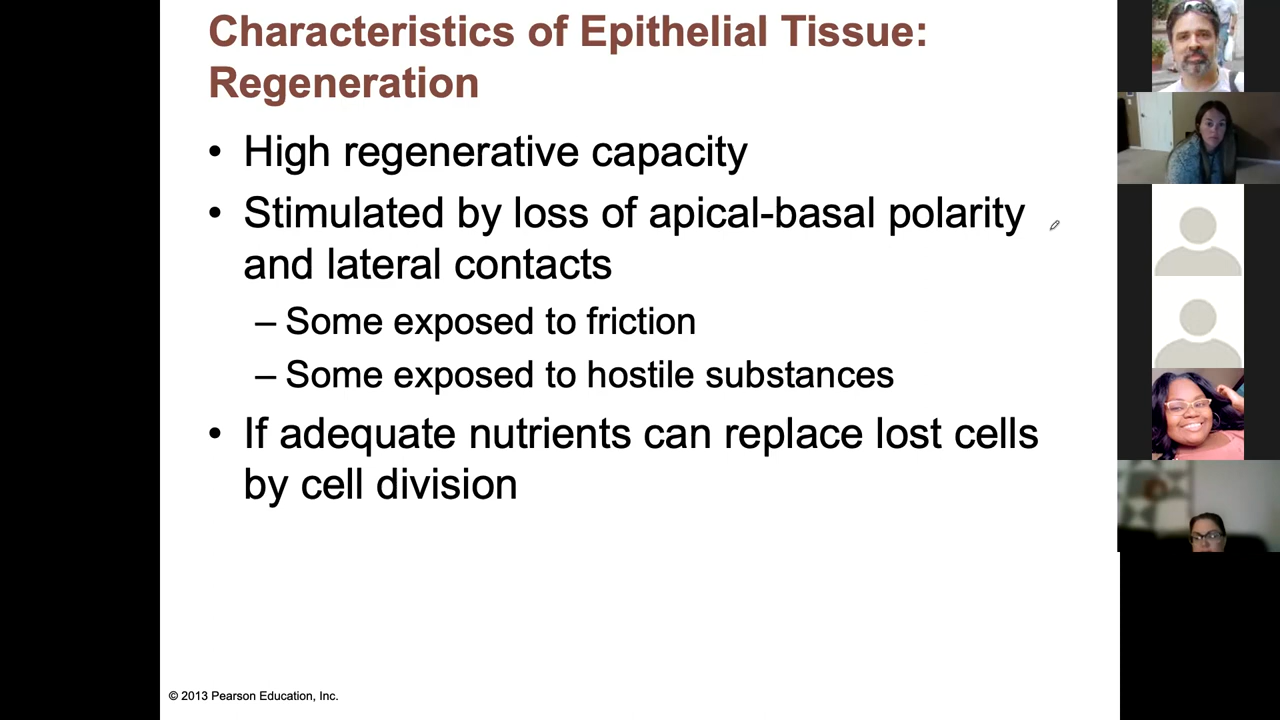 Characteristics of Epithelial Tissue:
Regeneration
• High regenerative capacity
• Stimulated by loss of apical-basal polarity
and lateral contacts
– Some exposed to friction
– Some exposed to hostile substances
• If adequate nutrients can replace lost cells
by cell division
© 2013 Pearson Education, Inc.